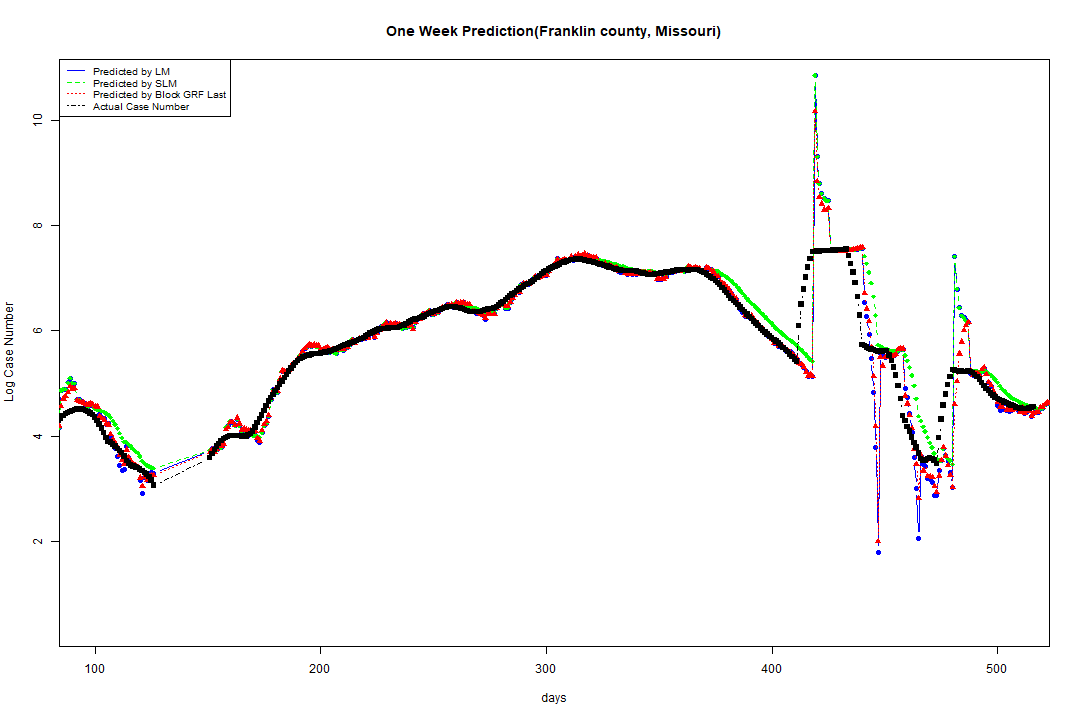 One Week Prediction(Franklin county, Missouri)
Predicted by LM
Predicted by SLM
Predicted by Block GRF Last
Actual Case Number
Log Case Number
10
8
6
4
2
100 200 300 400 500
days